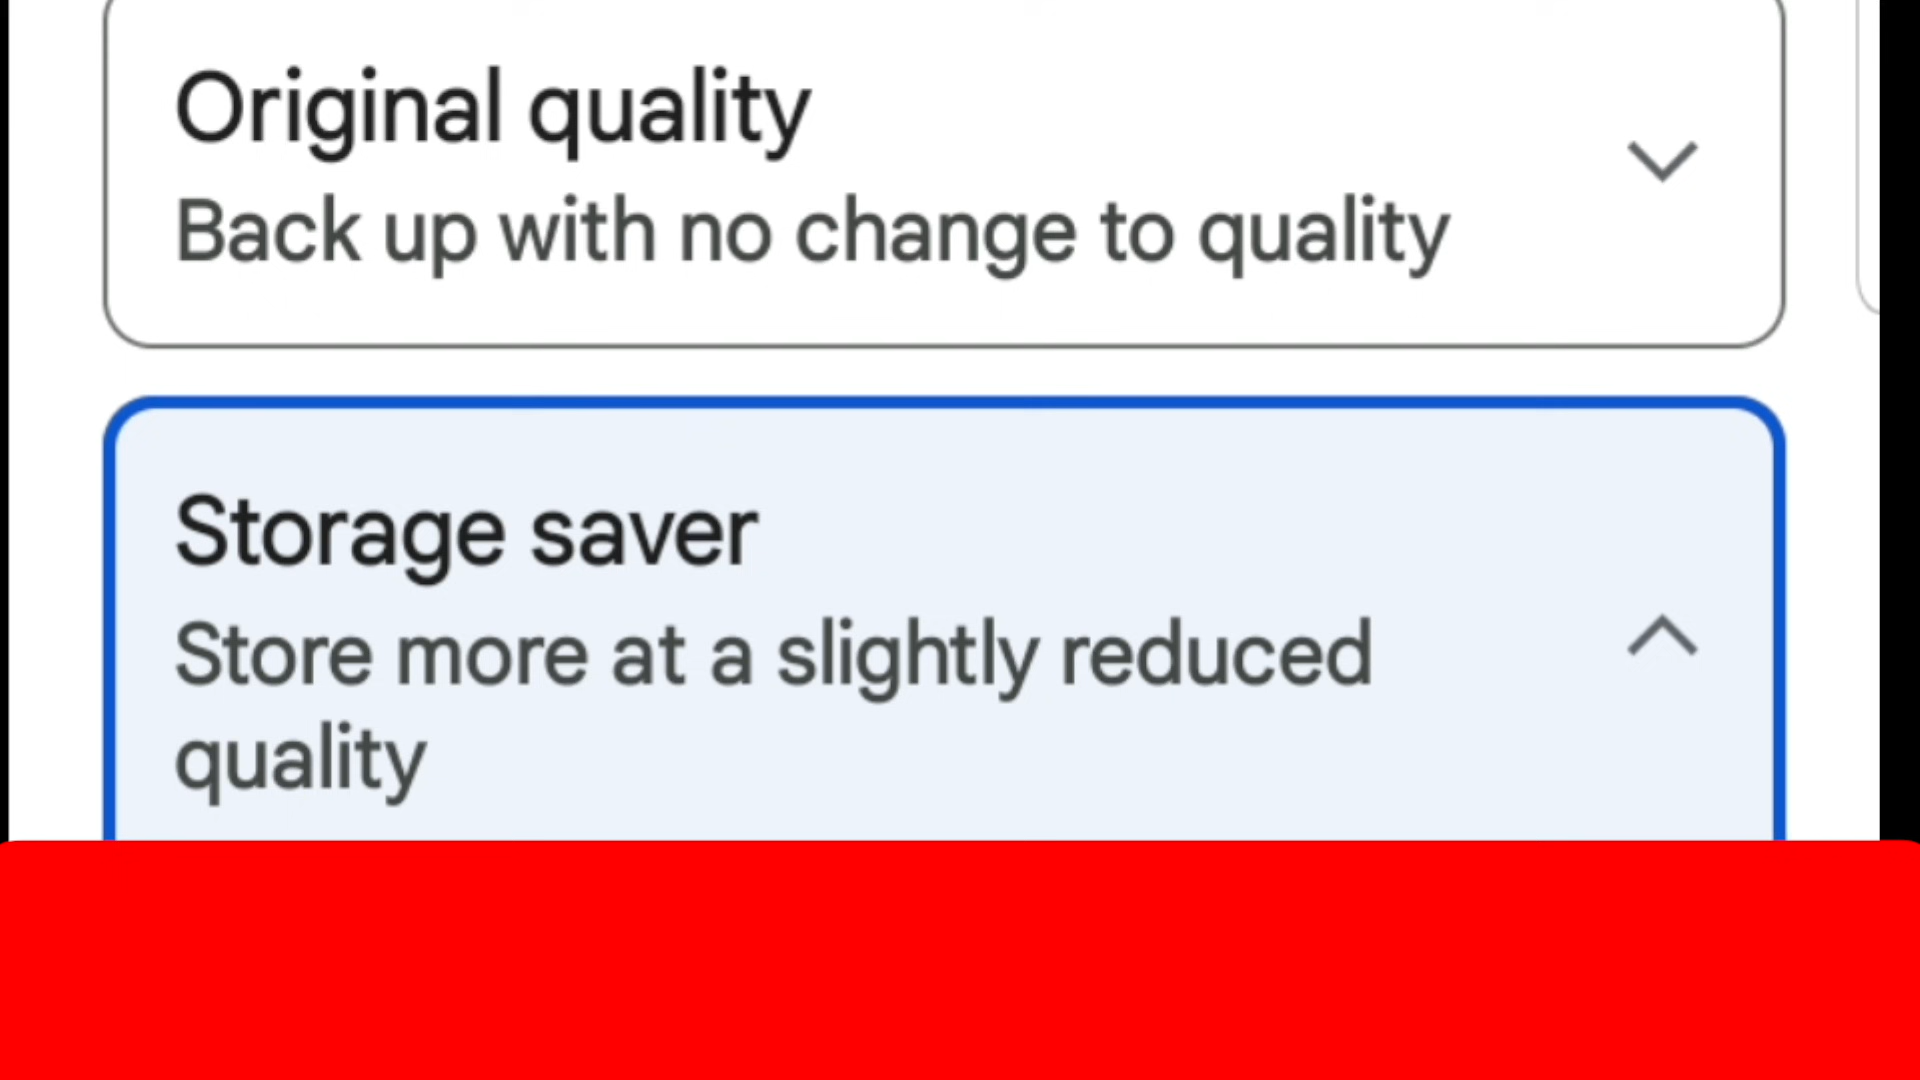 Original quality
Back up with no change to quality
Storage saver
Store more at a slightly reduced
quality